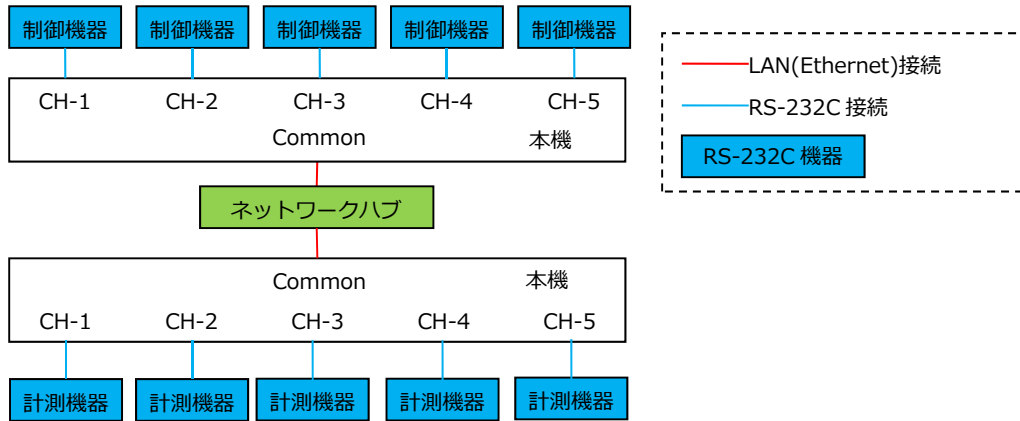 制御機器 制御機器 制御機器 制御機器 制御機器
CH-1 CH-2 CH-3 CH-4 CH-5
Common 本機
ネットワークハブ
Common 本機
CH-1 CH-2 CH-3 CH-4 CH-5
計測機器 計測機器 計測機器 計測機器 計測機器
LAN(Ethernet)接続
RS-232C 接続
RS-232C 機器